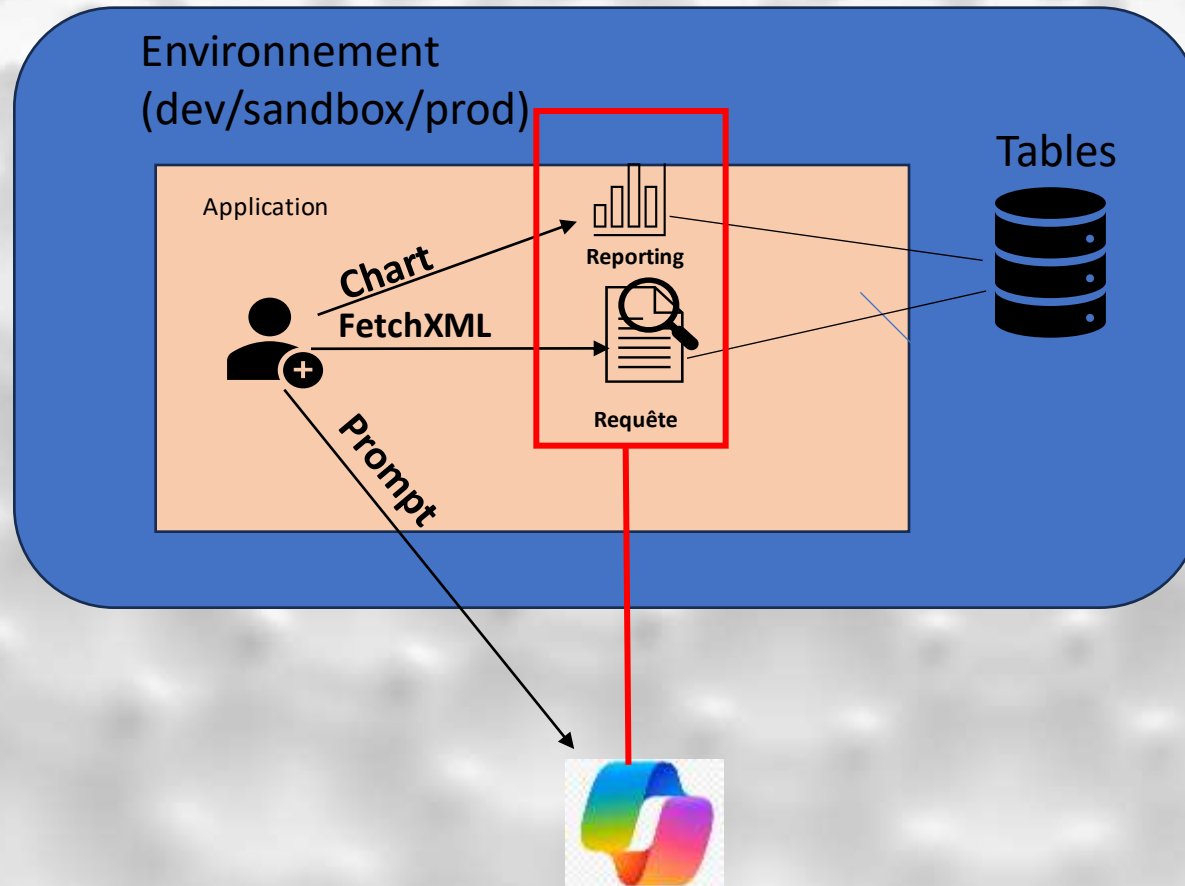 Environnement
(dev/sandbox/prod)
Tables
Application
Chart
Reporting
FetchXML
Requête
Prompt